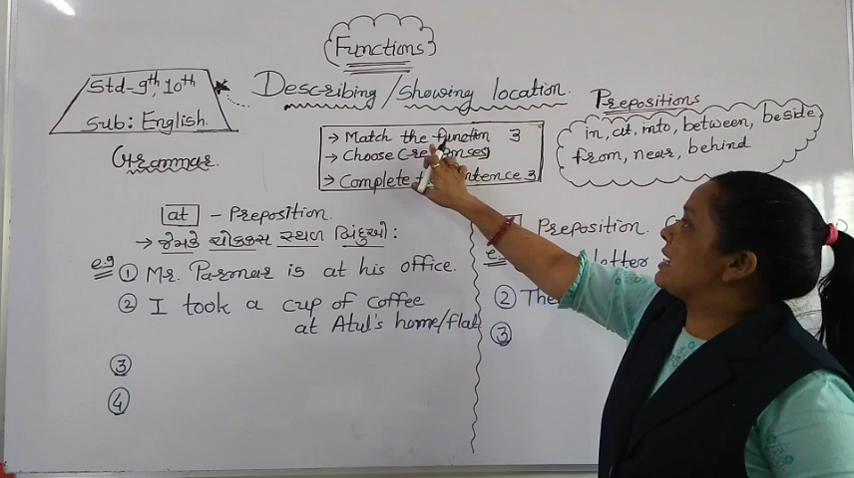 Functions
Std-9th, 10th
Sub: English.
Grammar.
Describing / Showing location.
→ Match the function 3
→ Choose
→ Complete 3
Prepositions
in, at, into, between, beside
from, near, behind
at - Preposition.
→ જેમકે ચોક્કસ સ્થળ બિંદુઓ:
e.g ① Mr. Parmar is at his office.
② I took a cup of coffee
at Atul's home/flat
③
④
Preposition.
letter
②
③